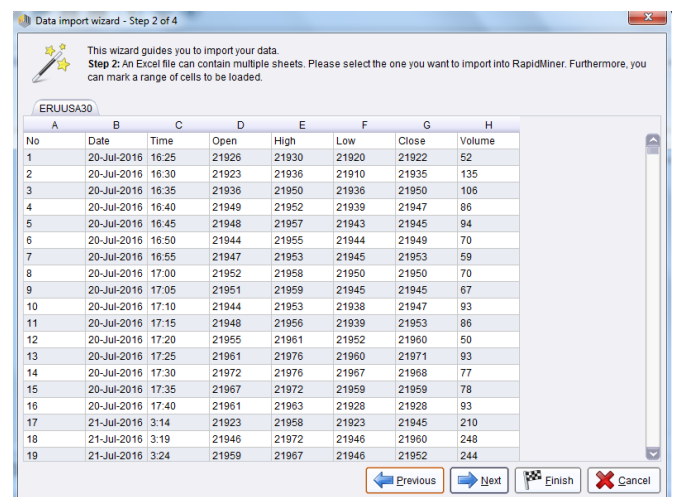 Data import wizard - Step 2 of 4
This wizard guides you to import your data.
Step 2: An Excel file can contain multiple sheets. Please select the one you want to import into RapidMiner. Furthermore, you
can mark a range of cells to be loaded.
ERUUSA30
A B C D E F G H
No Date Time Open High Low Close Volume
1 20-Jul-2016 16:25 21926 21930 21920 21922 52
2 20-Jul-2016 16:30 21923 21936 21910 21935 135
3 20-Jul-2016 16:35 21936 21950 21936 21950 106
4 20-Jul-2016 16:40 21949 21952 21939 21947 86
5 20-Jul-2016 16:45 21948 21957 21943 21945 94
6 20-Jul-2016 16:50 21944 21955 21944 21949 70
7 20-Jul-2016 16:55 21947 21953 21945 21953 59
8 20-Jul-2016 17:00 21952 21958 21950 21950 70
9 20-Jul-2016 17:05 21951 21959 21945 21945 67
10 20-Jul-2016 17:10 21944 21953 21938 21947 93
11 20-Jul-2016 17:15 21948 21956 21939 21953 86
12 20-Jul-2016 17:20 21955 21961 21952 21960 50
13 20-Jul-2016 17:25 21961 21976 21960 21971 93
14 20-Jul-2016 17:30 21972 21976 21967 21968 77
15 20-Jul-2016 17:35 21967 21972 21959 21959 78
16 20-Jul-2016 17:40 21961 21963 21928 21928 93
17 21-Jul-2016 3:14 21923 21958 21923 21945 210
18 21-Jul-2016 3:19 21946 21972 21946 21960 248
19 21-Jul-2016 3:24 21959 21967 21946 21952 244
Previous Next Finish Cancel